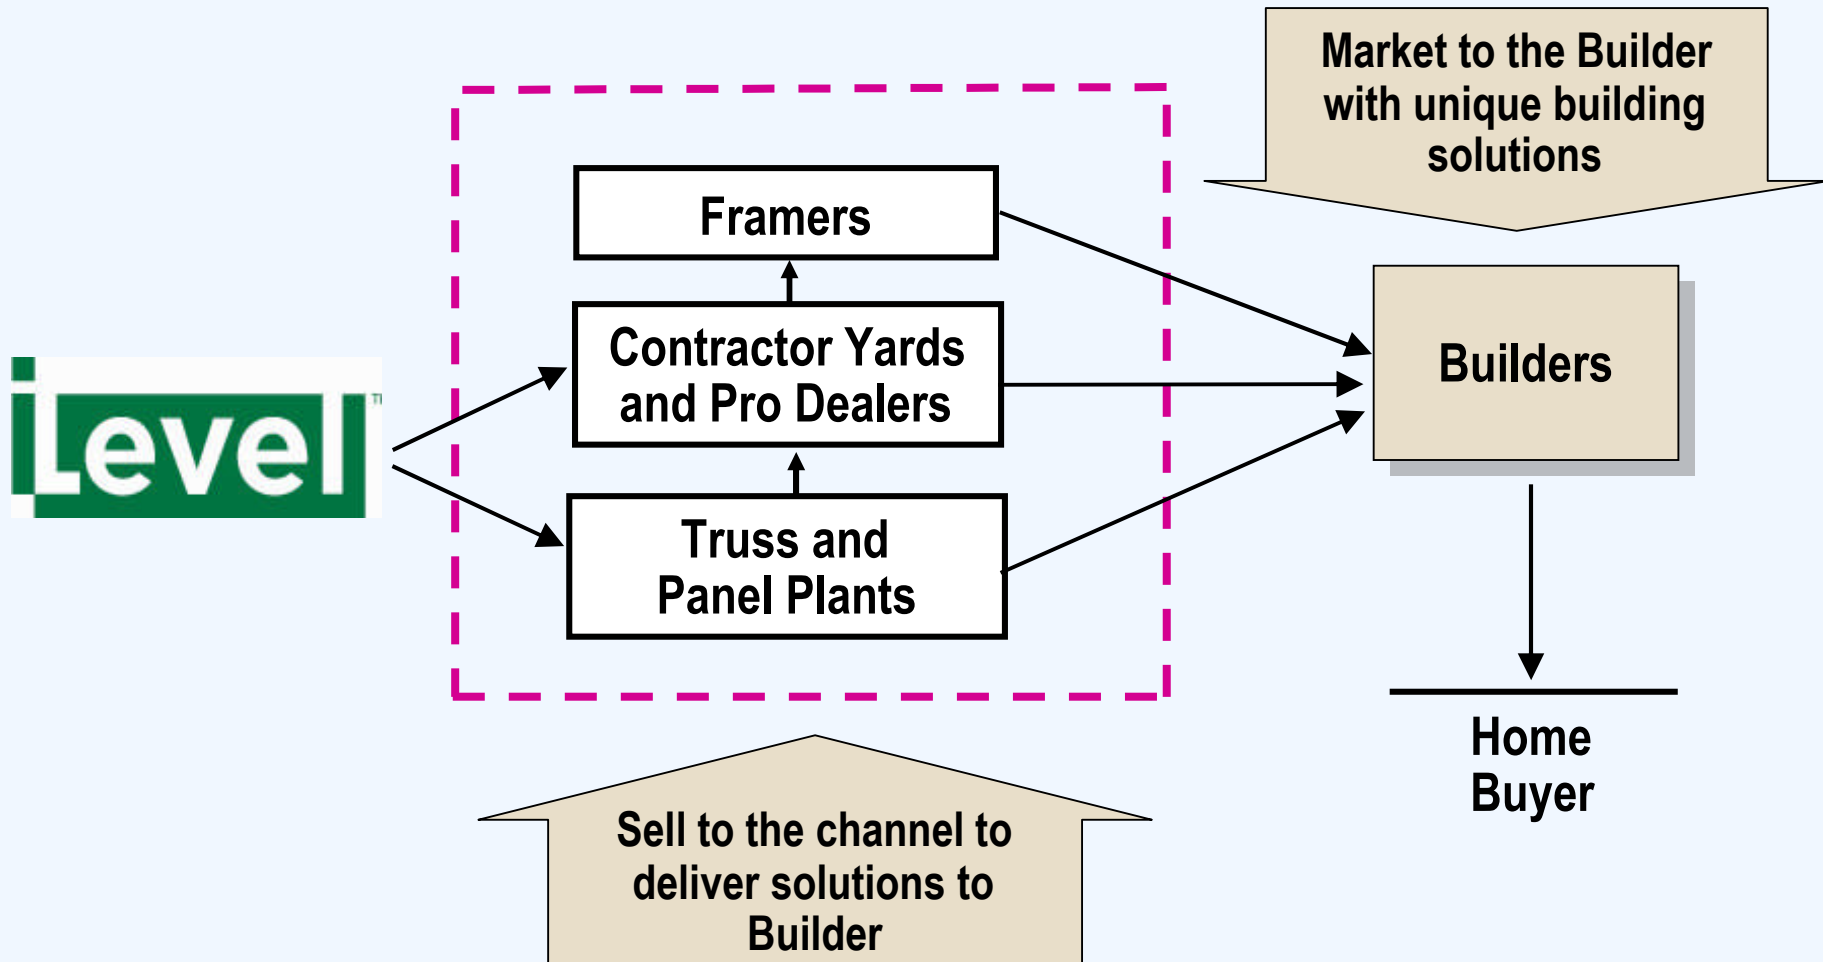 Market to the Builder
with unique building
solutions
Framers
Contractor Yards
and Pro Dealers
Builders
iLevel™
Truss and
Panel Plants
Home
Buyer
Sell to the channel to
deliver solutions to
Builder